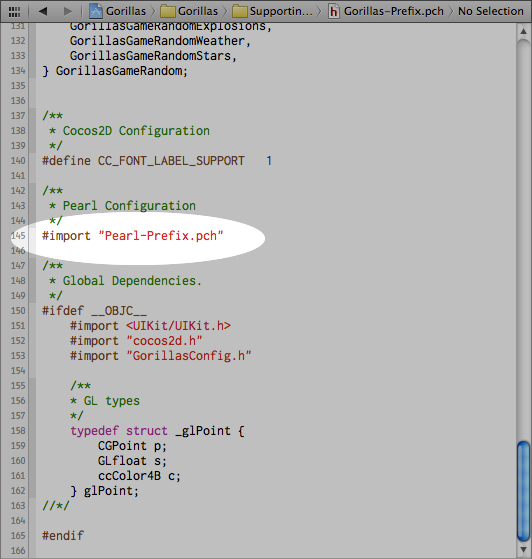 Gorillas Gorillas Supportin... Gorillas-Prefix.pch No Selection
131 GorillasGameRandomExplosions,
132 GorillasGameRandomWeather,
133 GorillasGameRandomStars,
134 } GorillasGameRandom;
135
136
137 /**
138 * Cocos2D Configuration
139 */
140 #define CC_FONT_LABEL_SUPPORT 1
141
142 /**
143 * Pearl Configuration
144 */
145 #import "Pearl-Prefix.pch"
146
147 /**
148 * Global Dependencies.
149 */
150 #ifdef __OBJC__
151 #import <UIKit/UIKit.h>
152 #import "cocos2d.h"
153 #import "GorillasConfig.h"
154
155 /**
156 * GL types
157 */
158 typedef struct _glPoint {
159 CGPoint p;
160 GLfloat s;
161 ccColor4B c;
162 } glPoint;
163 //*/
164
165 #endif
166